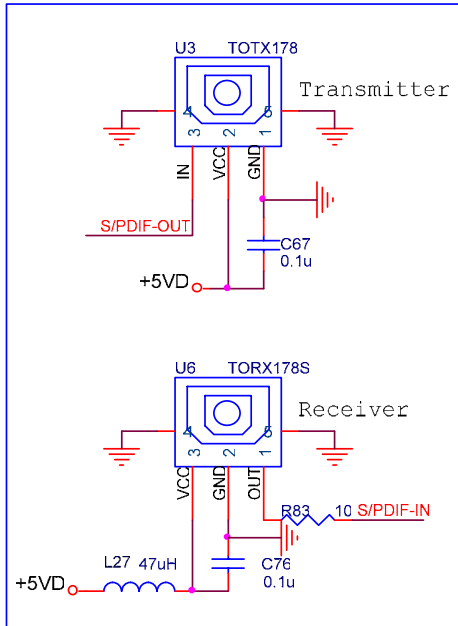 U3 TOTX178
Transmitter
4 5
3 2 1
IN VCC GND
S/PDIF-OUT
C67
0.1u
+5VD
U6 TORX178S
Receiver
4 5
3 2 1
VCC GND OUT
R83 10 S/PDIF-IN
L27 47uH
C76
0.1u
+5VD